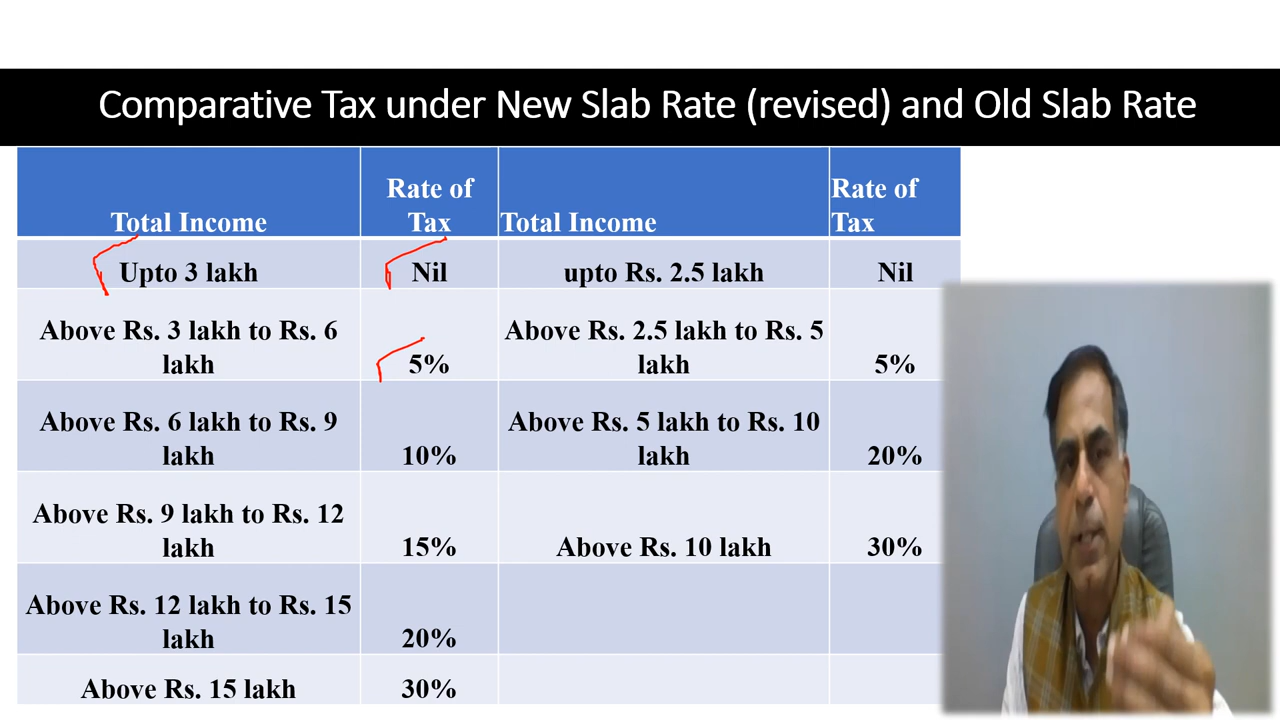 Comparative Tax under New Slab Rate (revised) and Old Slab Rate
Total Income
Rate of
Tax
Total Income
Rate of
Tax
Upto 3 lakh
Nil
upto Rs. 2.5 lakh
Nil
Above Rs. 3 lakh to Rs. 6
lakh
5%
Above Rs. 2.5 lakh to Rs. 5
lakh
5%
Above Rs. 6 lakh to Rs. 9
lakh
10%
Above Rs. 5 lakh to Rs. 10
lakh
20%
Above Rs. 9 lakh to Rs. 12
lakh
15%
Above Rs. 10 lakh
30%
Above Rs. 12 lakh to Rs. 15
lakh
20%
Above Rs. 15 lakh
30%